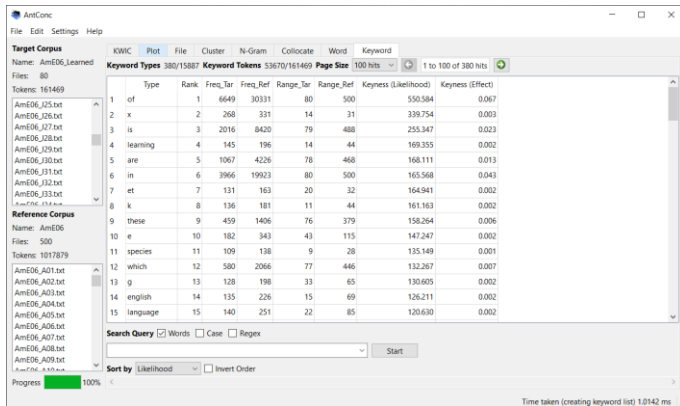 AntConc
File Edit Settings Help
Target Corpus
Name: AmE06_Learned
Files: 80
Tokens: 161469
AmE06_J25.txt
AmE06_J26.txt
AmE06_J27.txt
AmE06_J28.txt
AmE06_J29.txt
AmE06_J30.txt
AmE06_J31.txt
AmE06_J32.txt
AmE06_J33.txt
AmE06_J34.txt
Reference Corpus
Name: AmE06
Files: 500
Tokens: 1017879
AmE06_A01.txt
AmE06_A02.txt
AmE06_A03.txt
AmE06_A04.txt
AmE06_A05.txt
AmE06_A06.txt
AmE06_A07.txt
AmE06_A08.txt
AmE06_A09.txt
AmE06_A10.txt
Progress 100%
KWIC Plot File Cluster N-Gram Collocate Word Keyword
Keyword Types 380/15887 Keyword Tokens 53670/161469 Page Size 100 hits 1 to 100 of 380 hits
Type Rank Freq_Tar Freq_Ref Range_Tar Range_Ref Keyness (Likelihood) Keyness (Effect)
1 of 1 6649 30331 80 500 550.584 0.067
2 x 2 268 331 14 31 339.754 0.003
3 is 3 2016 8420 79 488 255.347 0.023
4 learning 4 145 196 14 44 169.355 0.002
5 are 5 1067 4226 78 468 168.111 0.013
6 in 6 3966 19923 80 500 165.568 0.043
7 et 7 131 163 20 32 164.941 0.002
8 k 8 136 181 11 44 161.163 0.002
9 these 9 459 1406 76 379 158.264 0.006
10 e 10 182 343 43 115 147.247 0.002
11 species 11 109 138 9 28 135.149 0.001
12 which 12 580 2066 77 446 132.267 0.007
13 g 13 128 198 33 65 130.605 0.002
14 english 14 135 226 15 69 126.211 0.002
15 language 15 140 251 22 85 120.630 0.002
Search Query Words Case Regex
Start
Sort by Likelihood Invert Order
Time taken (creating keyword list) 1.0142 ms